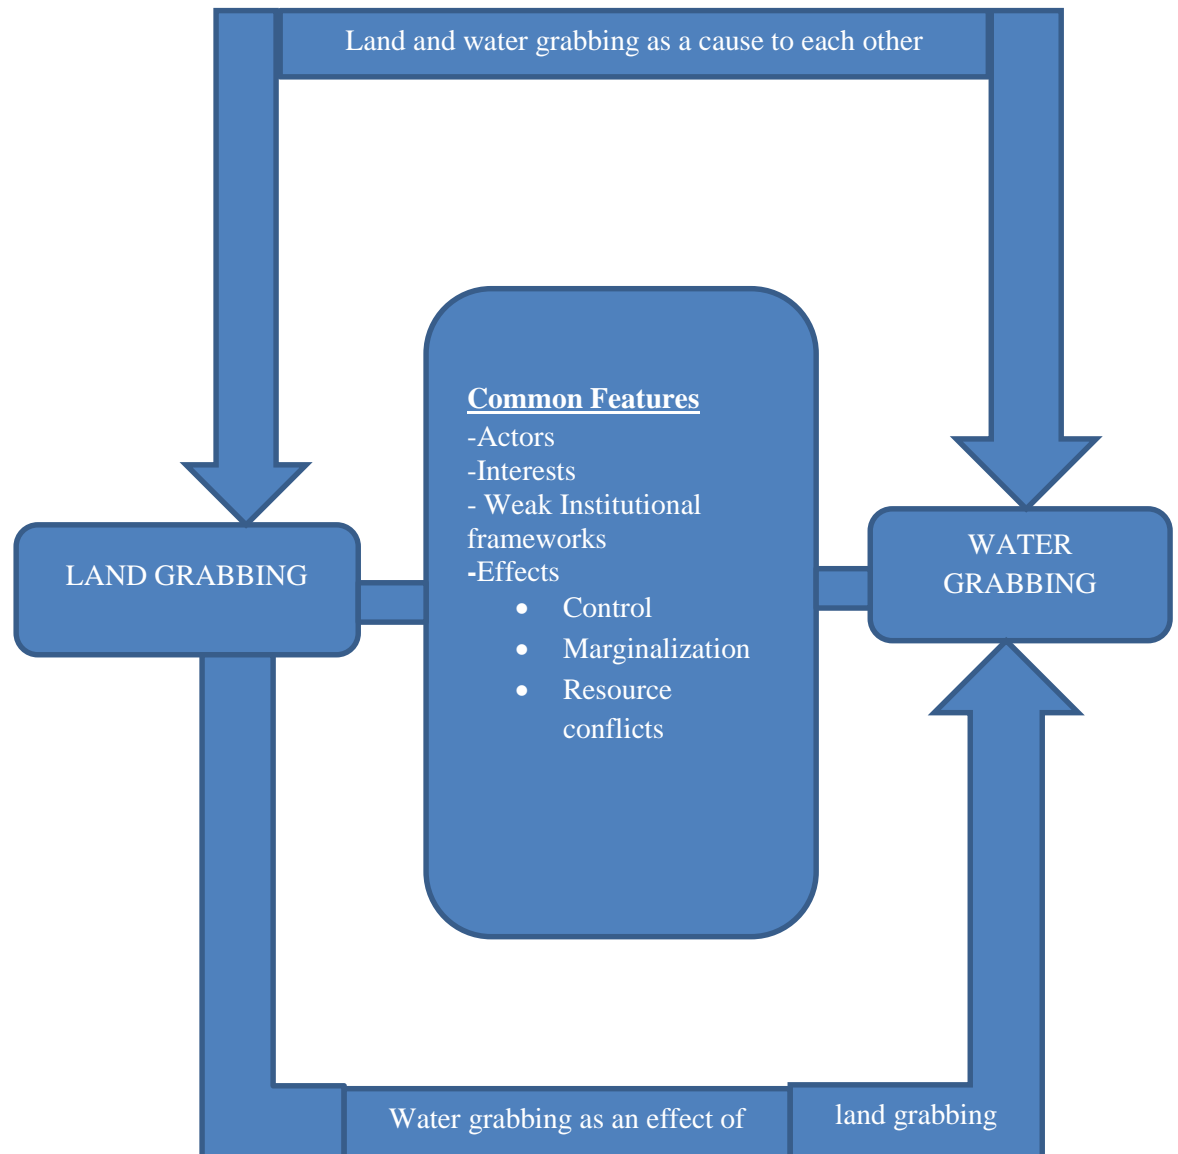 Land and water grabbing as a cause to each other
Common Features
-Actors
-Interests
- Weak Institutional
frameworks
-Effects
• Control
• Marginalization
• Resource
conflicts
LAND GRABBING
WATER
GRABBING
Water grabbing as an effect of land grabbing